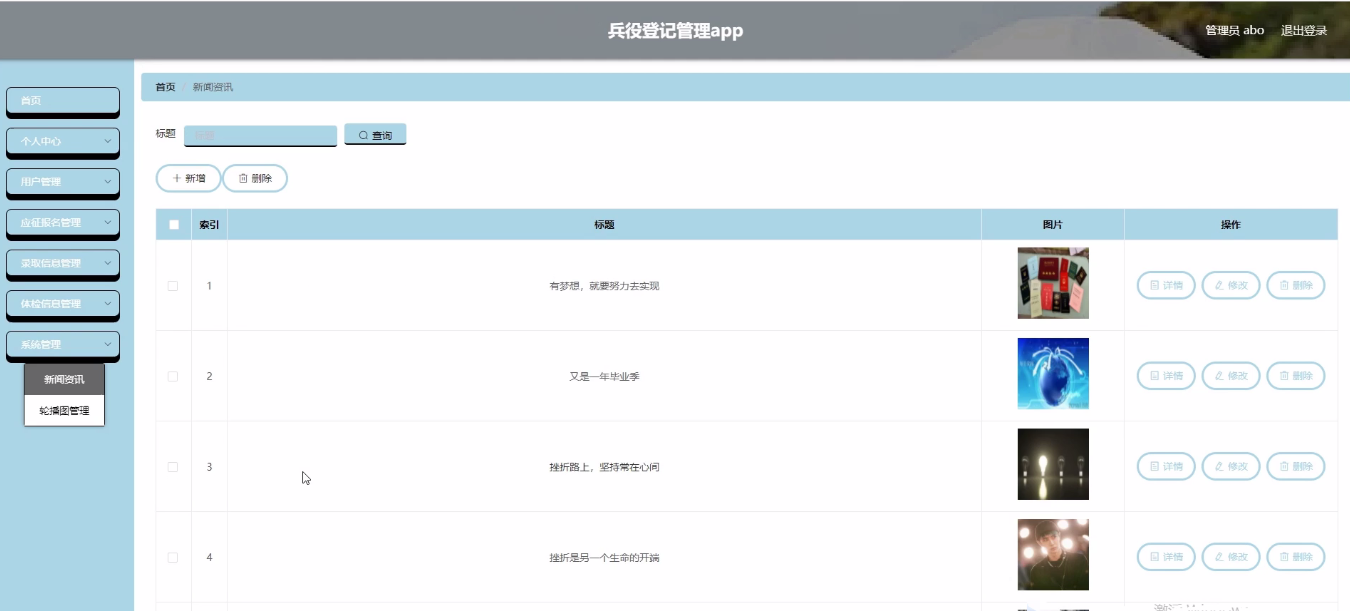 兵役登记管理app
管理员 abo 退出登录
首页
个人中心
用户管理
应征报名管理
录取信息管理
体检信息管理
系统管理
新闻资讯
轮播图管理
首页 / 新闻资讯
标题 标题 查询
新增 删除
索引 标题 图片 操作
1 有梦想，就要努力去实现 详情 修改 删除
2 又是一年毕业季 详情 修改 删除
3 挫折路上，坚持常在心间 详情 修改 删除
4 挫折是另一个生命的开端 详情 修改 删除